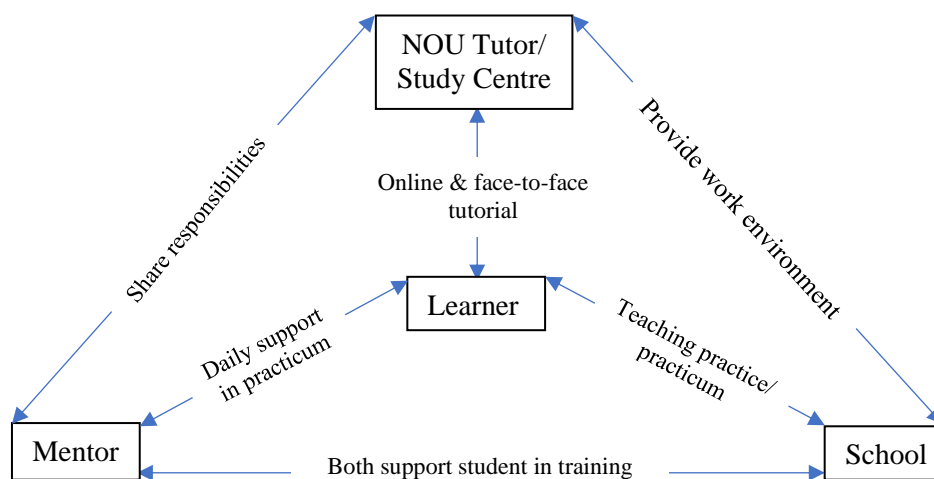 NOU Tutor/
Study Centre
Share responsibilities
Provide work environment
Online & face-to-face
tutorial
Learner
Daily support
in practicum
Teaching practice/
practicum
Mentor
School
Both support student in training